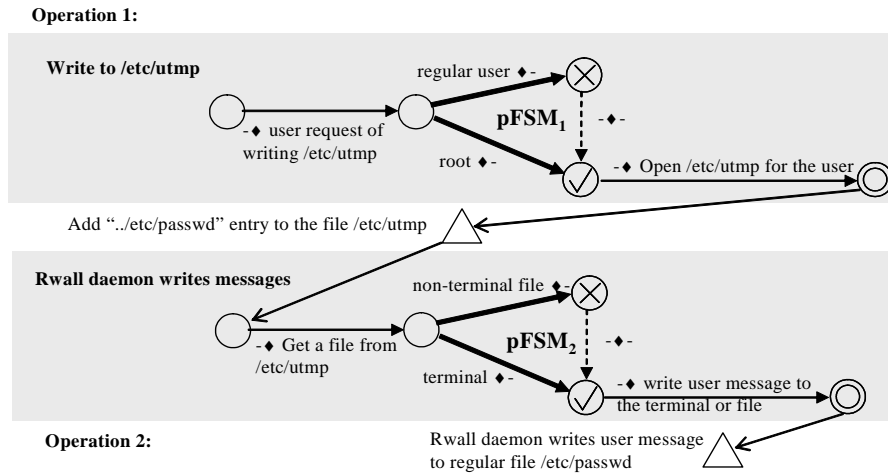 Operation 1:
Write to /etc/utmp
regular user ♦-
pFSM1
-♦-
-♦ user request of
writing /etc/utmp
root ♦-
-♦ Open /etc/utmp for the user
Add “../etc/passwd” entry to the file /etc/utmp
Rwall daemon writes messages
non-terminal file ♦-
pFSM2
-♦-
-♦ Get a file from
/etc/utmp
terminal ♦-
-♦ write user message to
the terminal or file
Operation 2:
Rwall daemon writes user message
to regular file /etc/passwd